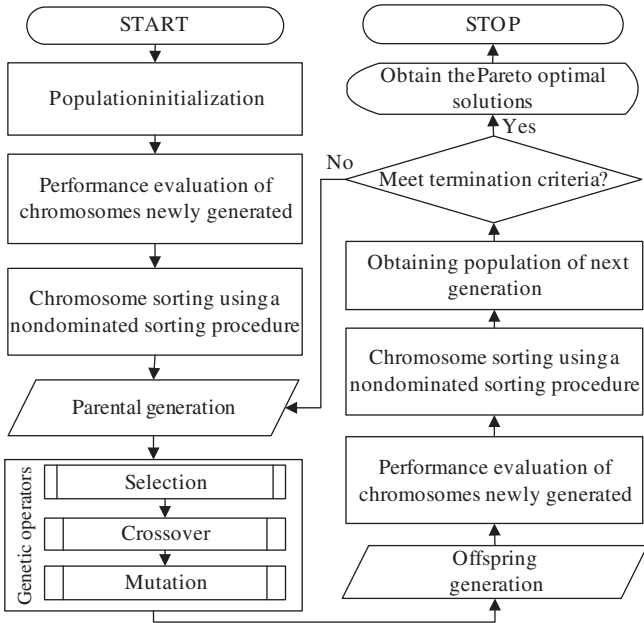 START
Population initialization
Performance evaluation of
chromosomes newly generated
Chromosome sorting using a
nondominated sorting procedure
Parental generation
Genetic operators
Selection
Crossover
Mutation
STOP
Obtain the Pareto optimal
solutions
Yes
No
Meet termination criteria?
Obtaining population of next
generation
Chromosome sorting using a
nondominated sorting procedure
Performance evaluation of
chromosomes newly generated
Offspring
generation